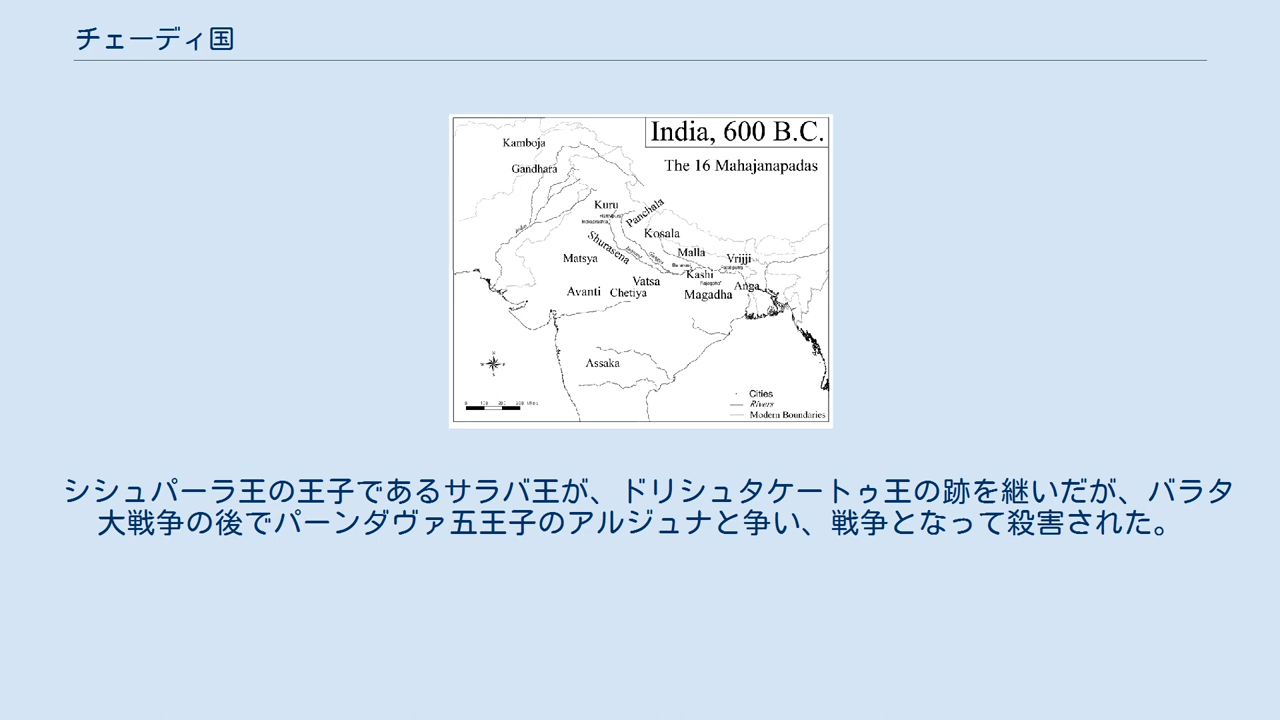 チェーディ国
India, 600 B.C.
The 16 Mahajanapadas
Kamboja
Gandhara
Kuru
Panchala
Kosala
Shurasena
Malla
Vrijji
Matsya
Kashi
Vatsa
Anga
Avanti
Chetiya
Magadha
Assaka
Cities
Rivers
Modern Boundaries
シシュパーラ王の王子であるサラバ王が、ドリシュタケートゥ王の跡を継いだが、バラタ
大戦争の後でパーンダヴァ五王子のアルジュナと争い、戦争となって殺害された。